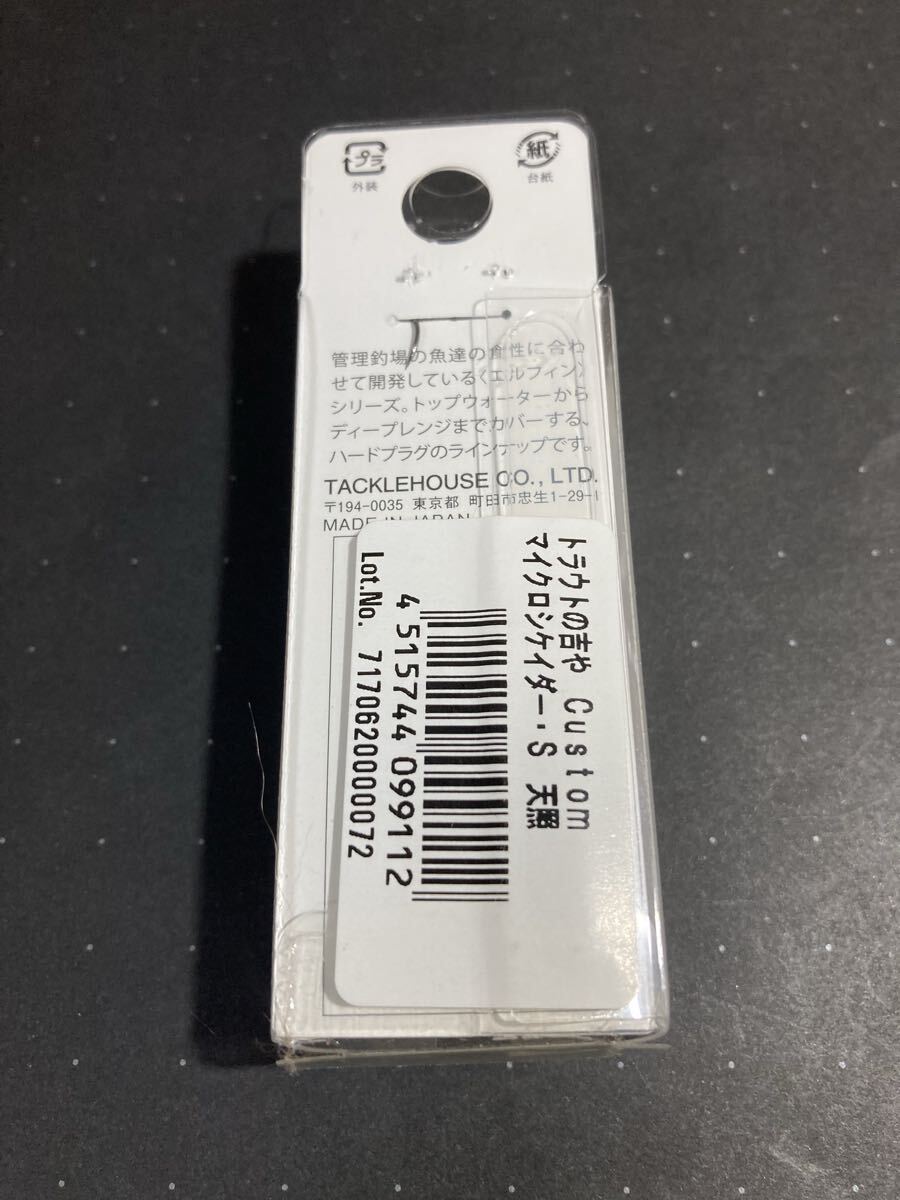 プラ
外装
紙
台紙
管理釣場の魚達の食性に合わ
せて開発している〈エルフィン〉
シリーズ。トップウォーターから
ディープレンジまでカバーする、
ハードプラグのラインナップです。
TACKLEHOUSE CO., LTD.
〒194-0035 東京都 町田市忠生1-29-1
MADE IN JAPAN
トラウトの吉や Custom
マイクロシケイダー・S 天照
4 515744 099112
Lot.No. 717062000072